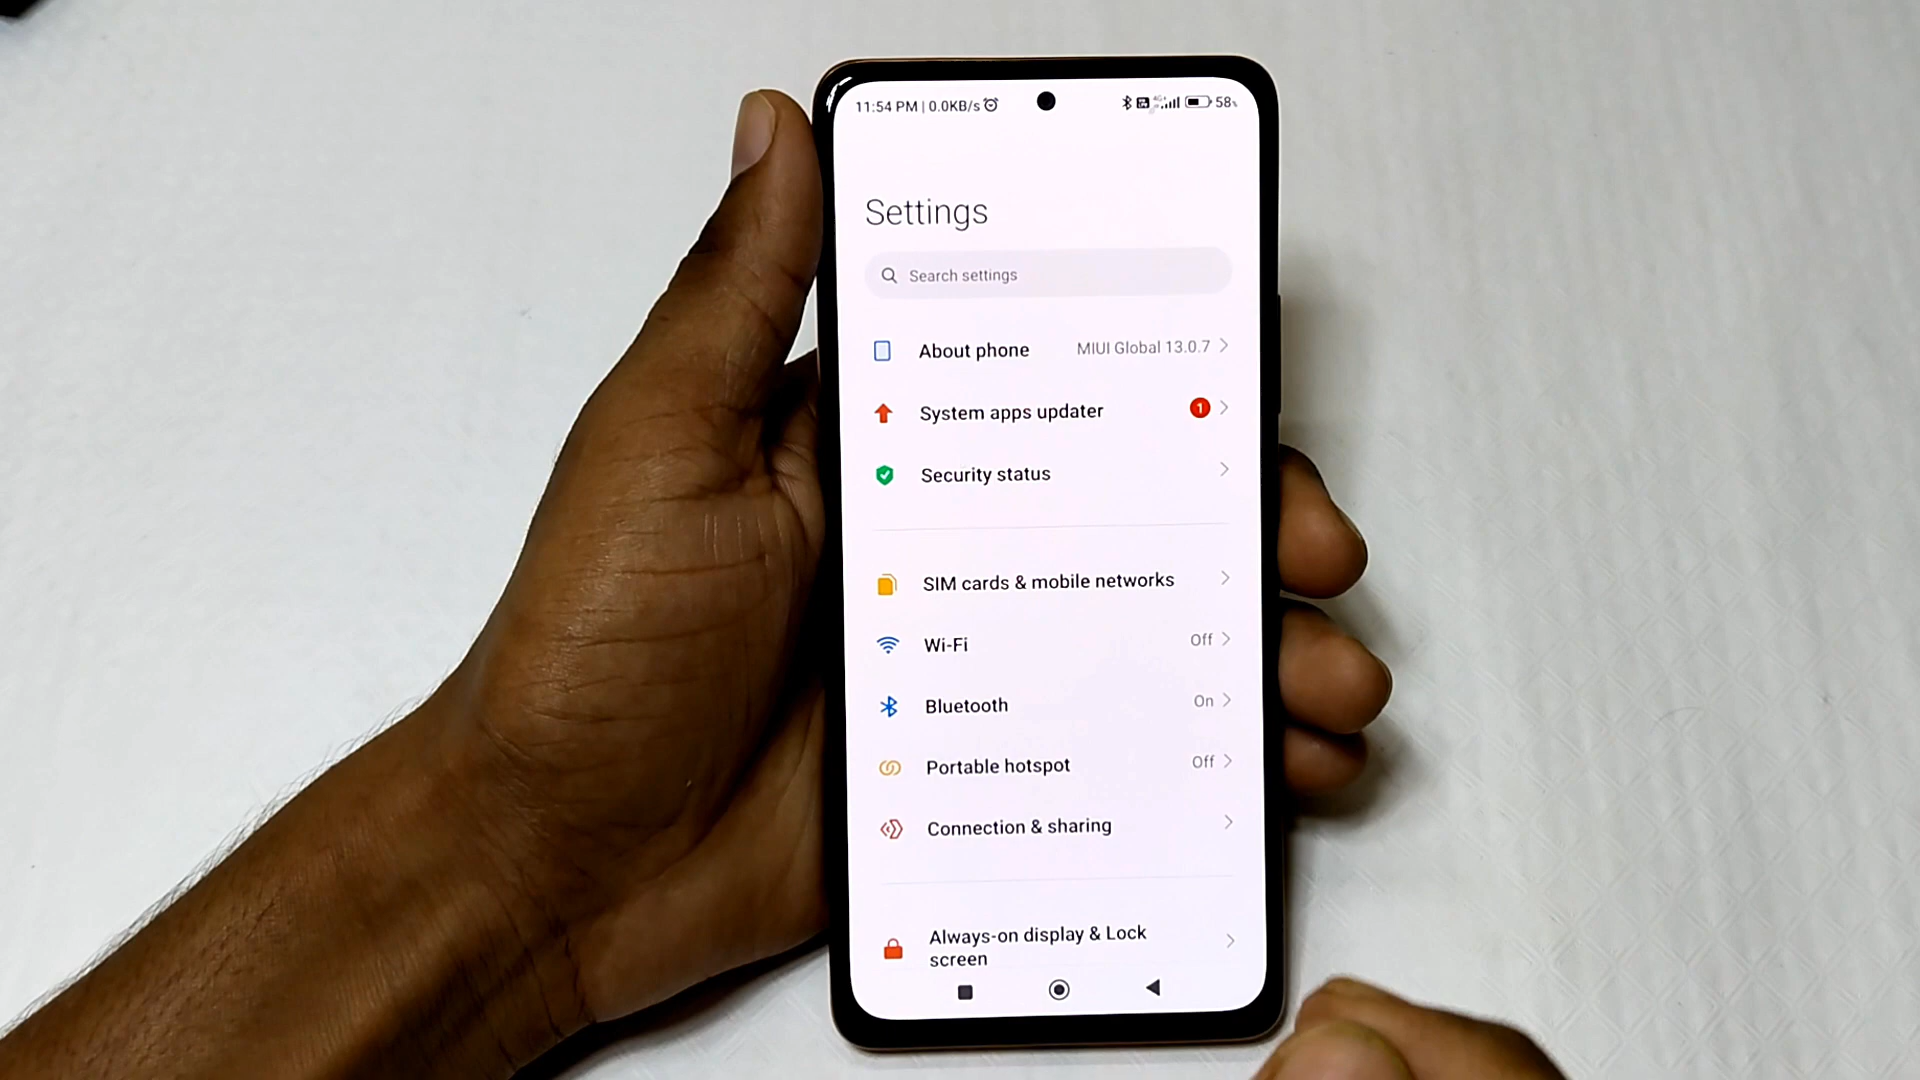 11:54 PM | 0.0KB/s 58%
Settings
Search settings
About phone MIUI Global 13.0.7
System apps updater 1
Security status
SIM cards & mobile networks
Wi-Fi Off
Bluetooth On
Portable hotspot Off
Connection & sharing
Always-on display & Lock
screen